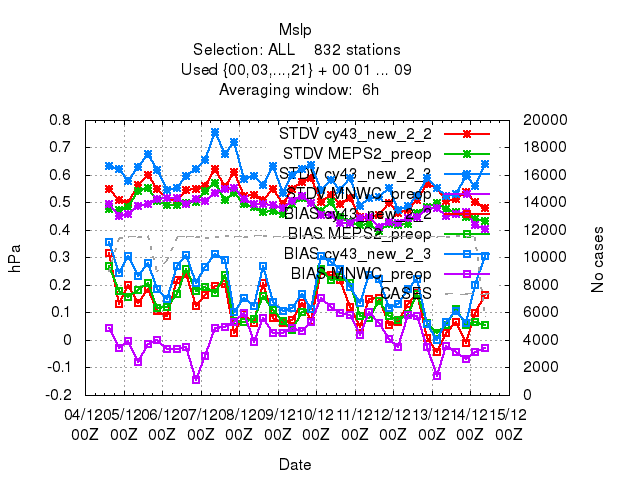 Mslp
Selection: ALL 832 stations
Used {00,03,...,21} + 00 01 ... 09
Averaging window: 6h
0.8
0.7
0.6
0.5
0.4
0.3
0.2
0.1
0
-0.1
-0.2
hPa
20000
18000
16000
14000
12000
10000
8000
6000
4000
2000
0
No cases
STDV cy43_new_2_2
STDV MEPS2_preop
STDV cy43_new_2_3
STDV MNWC_preop
BIAS cy43_new_2_2
BIAS MEPS2_preop
BIAS cy43_new_2_3
BIAS MNWC_preop
CASES
04/12 05/12 06/12 07/12 08/12 09/12 10/12 11/12 12/12 13/12 14/12 15/12
00Z 00Z 00Z 00Z 00Z 00Z 00Z 00Z 00Z 00Z 00Z 00Z
Date